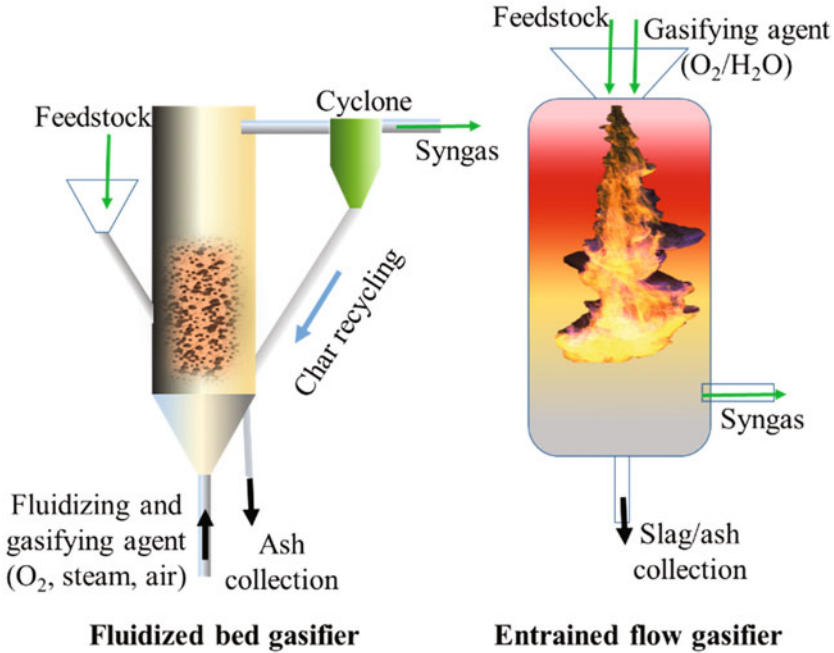 Feedstock
Cyclone
Syngas
Char recycling
Fluidizing and
gasifying agent
(O₂, steam, air)
Ash
collection
Fluidized bed gasifier
Feedstock
Gasifying agent
(O₂/H₂O)
Syngas
Slag/ash
collection
Entrained flow gasifier